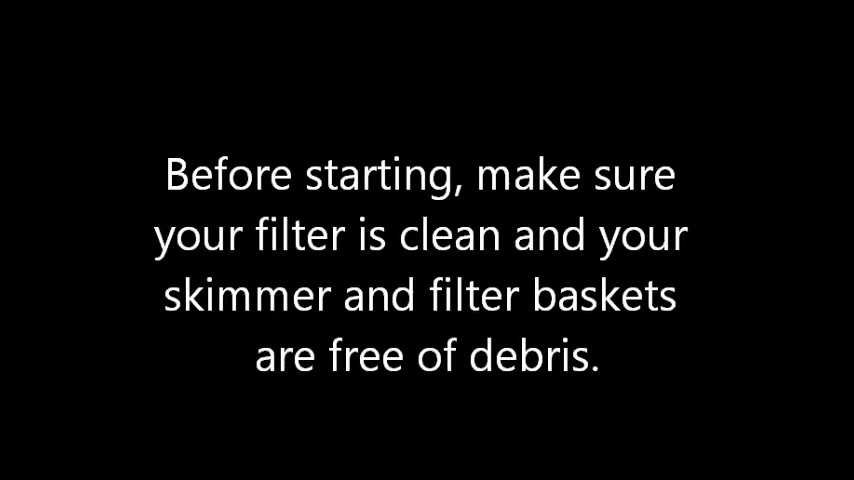 Before starting, make sure
your filter is clean and your
skimmer and filter baskets
are free of debris.